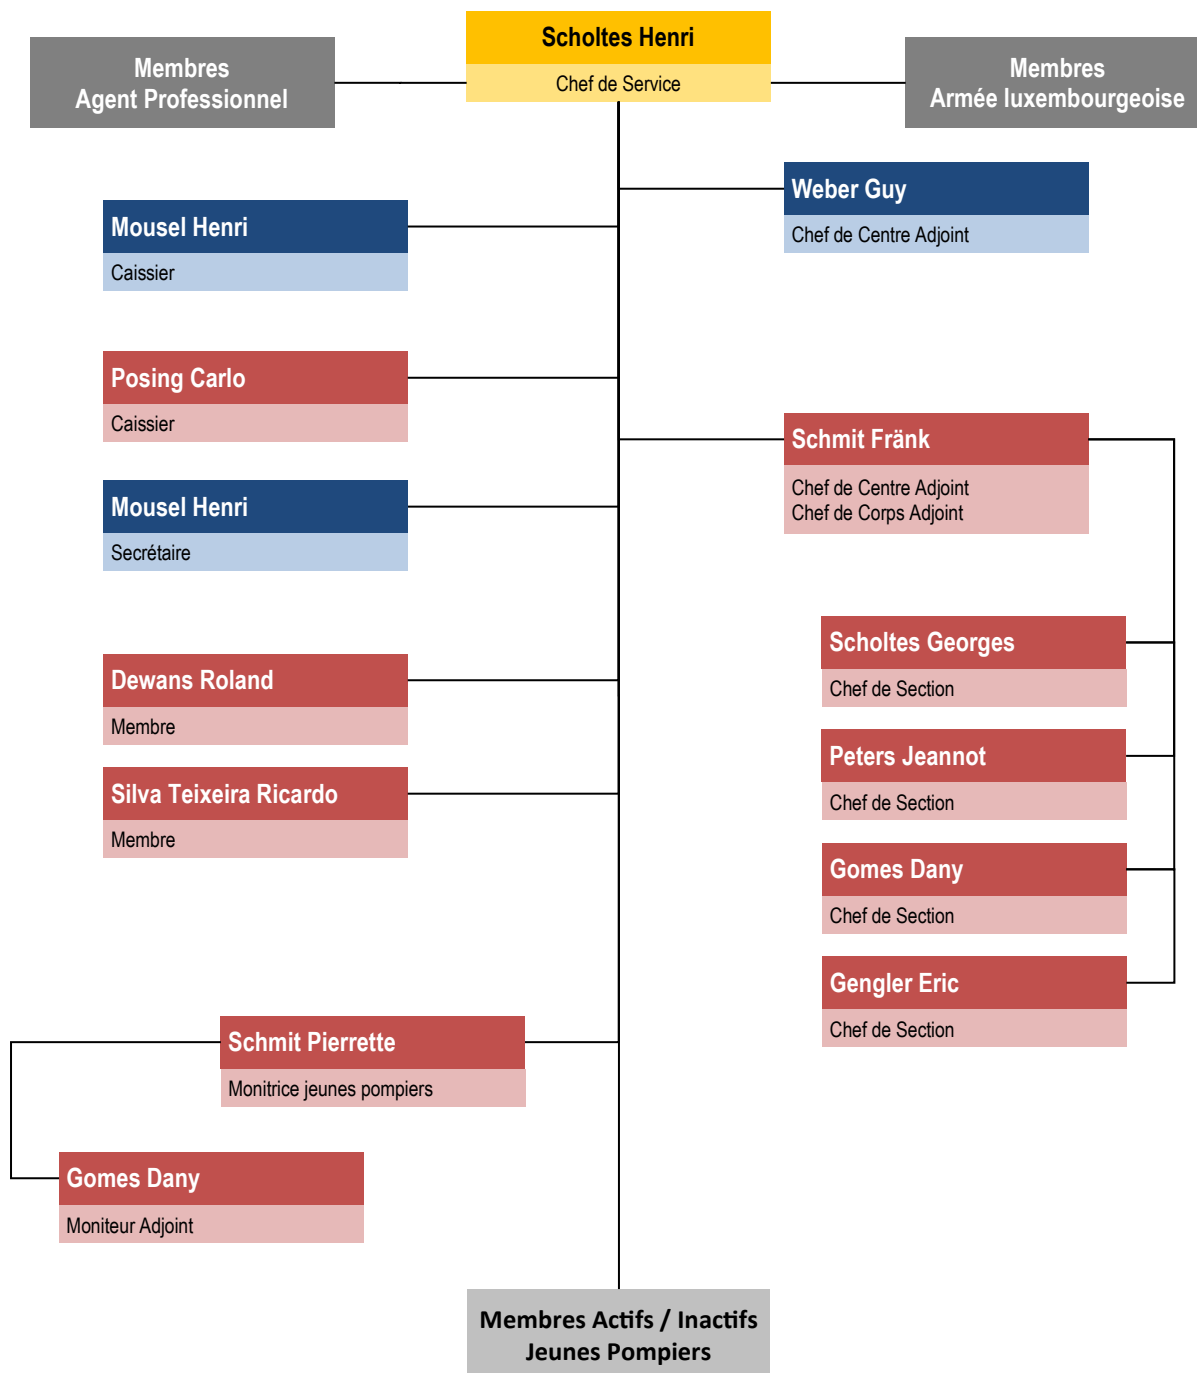 Scholtes Henri
Chef de Service
Membres
Agent Professionnel
Membres
Armée luxembourgeoise
Weber Guy
Chef de Centre Adjoint
Mousel Henri
Caissier
Posing Carlo
Caissier
Schmit Fränk
Chef de Centre Adjoint
Chef de Corps Adjoint
Mousel Henri
Secrétaire
Scholtes Georges
Chef de Section
Dewans Roland
Membre
Peters Jeannot
Chef de Section
Silva Teixeira Ricardo
Membre
Gomes Dany
Chef de Section
Gengler Eric
Chef de Section
Schmit Pierrette
Monitrice jeunes pompiers
Gomes Dany
Moniteur Adjoint
Membres Actifs / Inactifs
Jeunes Pompiers